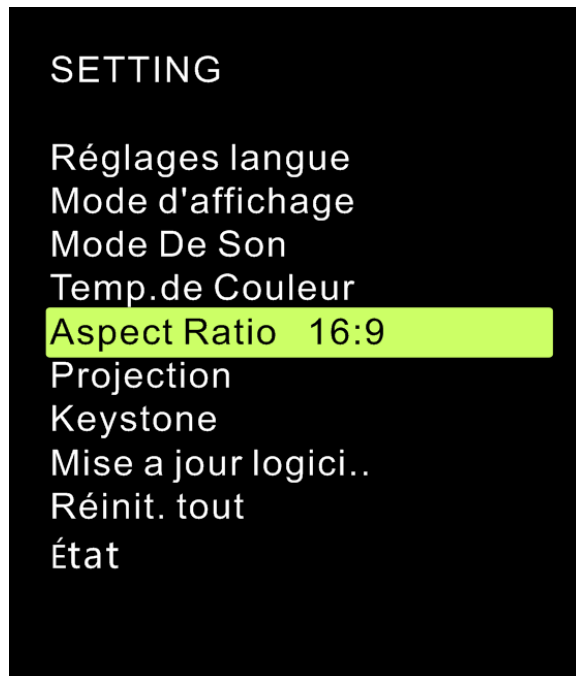 SETTING
Réglages langue
Mode d'affichage
Mode De Son
Temp.de Couleur
Aspect Ratio 16:9
Projection
Keystone
Mise a jour logici..
Réinit. tout
État